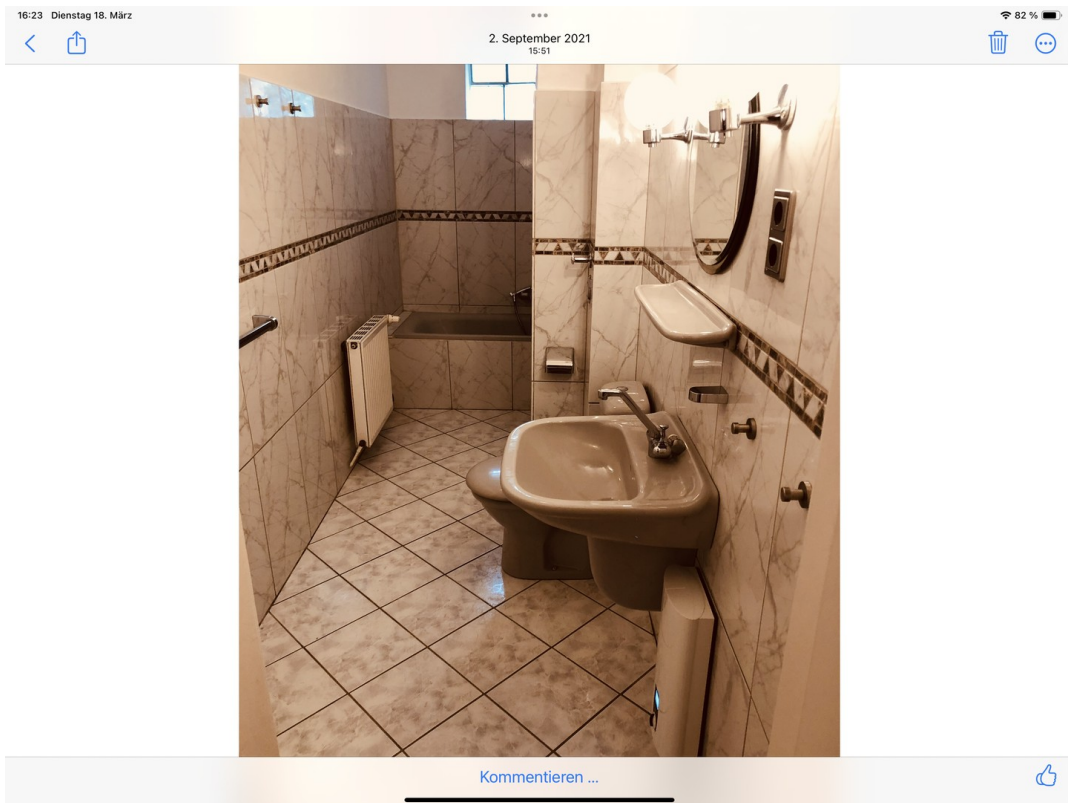 16:23 Dienstag 18. März
82 %
2. September 2021
15:51
Kommentieren ...